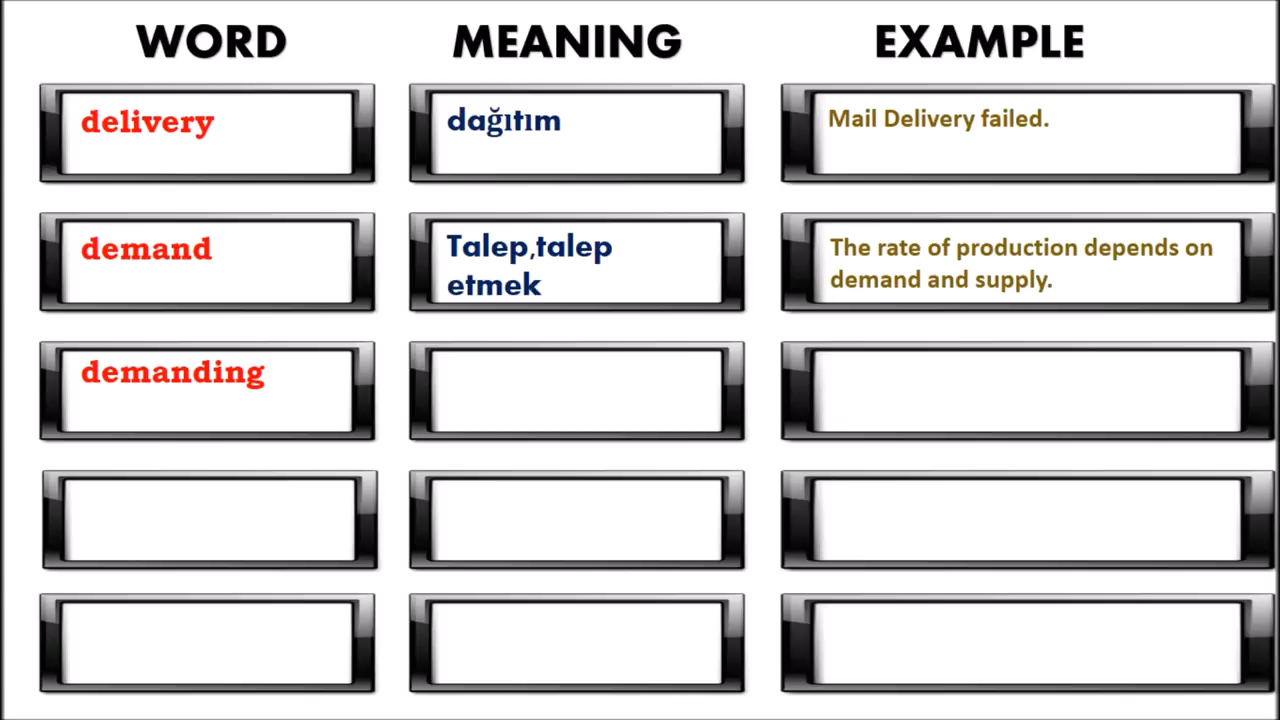 WORD MEANING EXAMPLE
delivery
dağıtım
Mail Delivery failed.
demand
Talep,talep
etmek
The rate of production depends on
demand and supply.
demanding